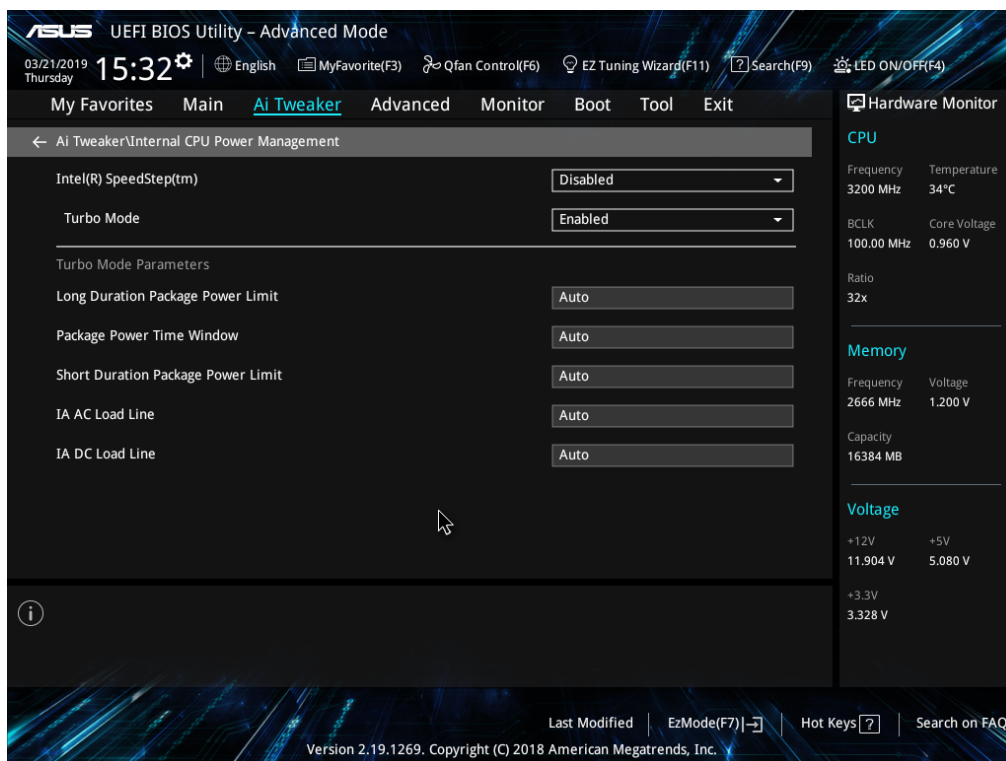 ASUS UEFI BIOS Utility – Advanced Mode
03/21/2019 Thursday 15:32 English MyFavorite(F3) Qfan Control(F6) EZ Tuning Wizard(F11) ? Search(F9) LED ON/OFF(F4)
My Favorites Main Ai Tweaker Advanced Monitor Boot Tool Exit
← Ai Tweaker\Internal CPU Power Management
Intel(R) SpeedStep(tm) Disabled
Turbo Mode Enabled
Turbo Mode Parameters
Long Duration Package Power Limit Auto
Package Power Time Window Auto
Short Duration Package Power Limit Auto
IA AC Load Line Auto
IA DC Load Line Auto
i
Hardware Monitor
CPU
Frequency Temperature
3200 MHz 34°C
BCLK Core Voltage
100.00 MHz 0.960 V
Ratio
32x
Memory
Frequency Voltage
2666 MHz 1.200 V
Capacity
16384 MB
Voltage
+12V +5V
11.904 V 5.080 V
+3.3V
3.328 V
Last Modified EzMode(F7) Hot Keys ? Search on FAQ
Version 2.19.1269. Copyright (C) 2018 American Megatrends, Inc.